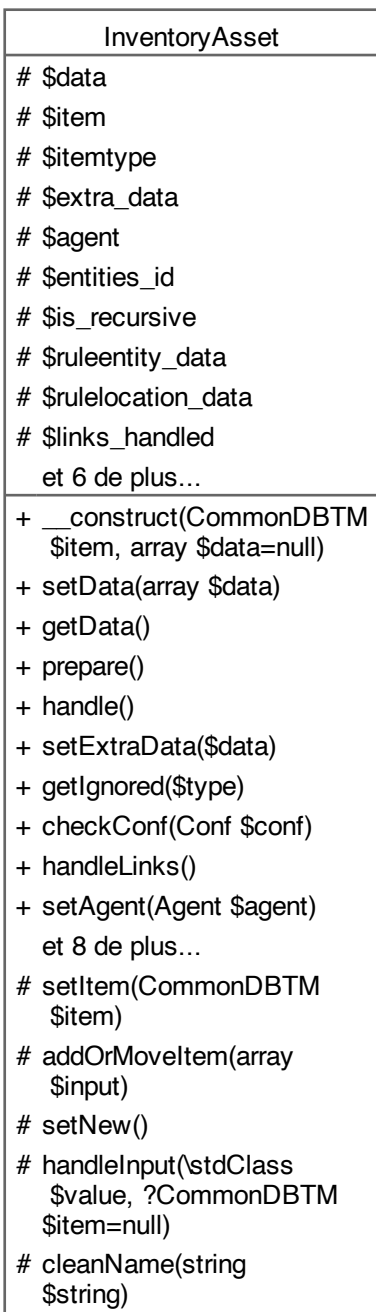 InventoryAsset
# $data
# $item
# $itemtype
# $extra_data
# $agent
# $entities_id
# $is_recursive
# $ruleentity_data
# $rulelocation_data
# $links_handled
et 6 de plus...
+ __construct(CommonDBTM
$item, array $data=null)
+ setData(array $data)
+ getData()
+ prepare()
+ handle()
+ setExtraData($data)
+ getIgnored($type)
+ checkConf(Conf $conf)
+ handleLinks()
+ setAgent(Agent $agent)
et 8 de plus...
# setItem(CommonDBTM
$item)
# addOrMoveItem(array
$input)
# setNew()
# handleInput(\stdClass
$value, ?CommonDBTM
$item=null)
# cleanName(string
$string)